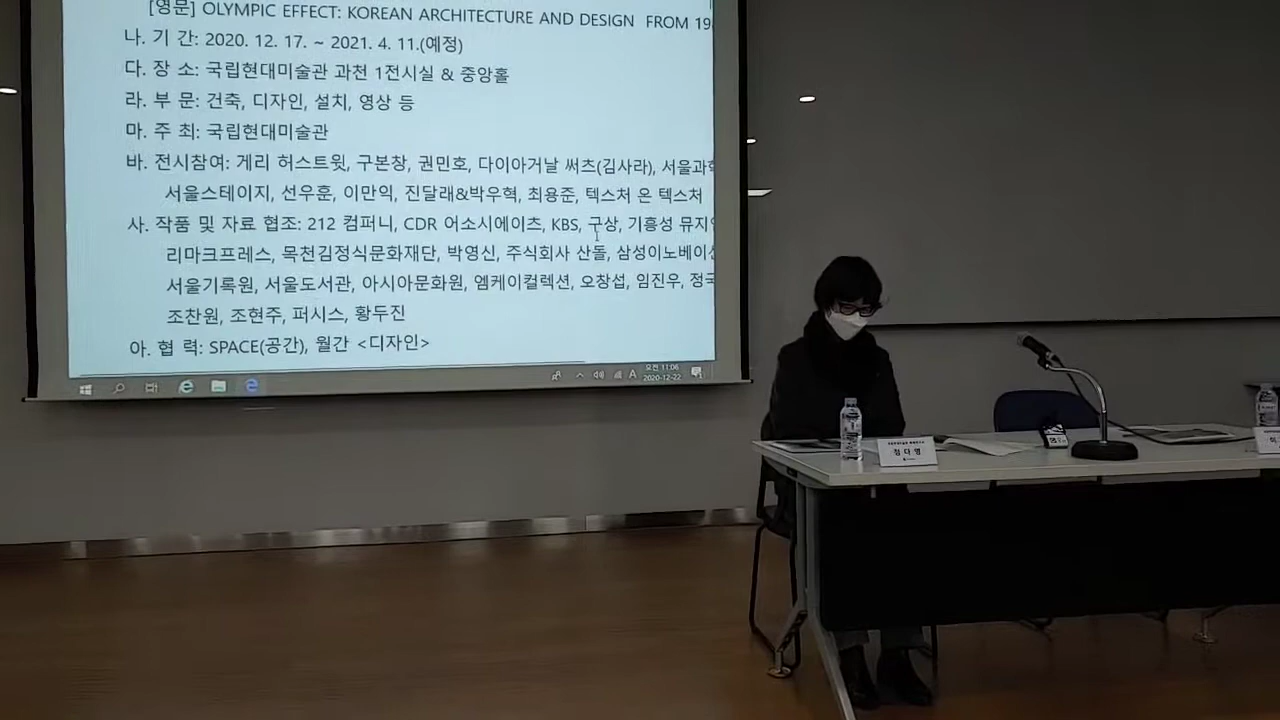 [영문] OLYMPIC EFFECT: KOREAN ARCHITECTURE AND DESIGN FROM 19
나. 기 간: 2020. 12. 17. ~ 2021. 4. 11.(예정)
다. 장 소: 국립현대미술관 과천 1전시실 & 중앙홀
라. 부 문: 건축, 디자인, 설치, 영상 등
마. 주 최: 국립현대미술관
바. 전시참여: 게리 허스트윗, 구본창, 권민호, 다이아거날 써츠(김사라), 서울과학
서울스테이지, 선우훈, 이만익, 진달래&박우혁, 최용준, 텍스처 온 텍스처
사. 작품 및 자료 협조: 212 컴퍼니, CDR 어소시에이츠, KBS, 구상, 기흥성 뮤지엄
리마크프레스, 목천김정식문화재단, 박영신, 주식회사 산돌, 삼성이노베이션
서울기록원, 서울도서관, 아시아문화원, 엠케이컬렉션, 오창섭, 임진우, 정국
조찬원, 조현주, 퍼시스, 황두진
아. 협 력: SPACE(공간), 월간 <디자인>
A
오전 11:06
2020-12-22
정다영